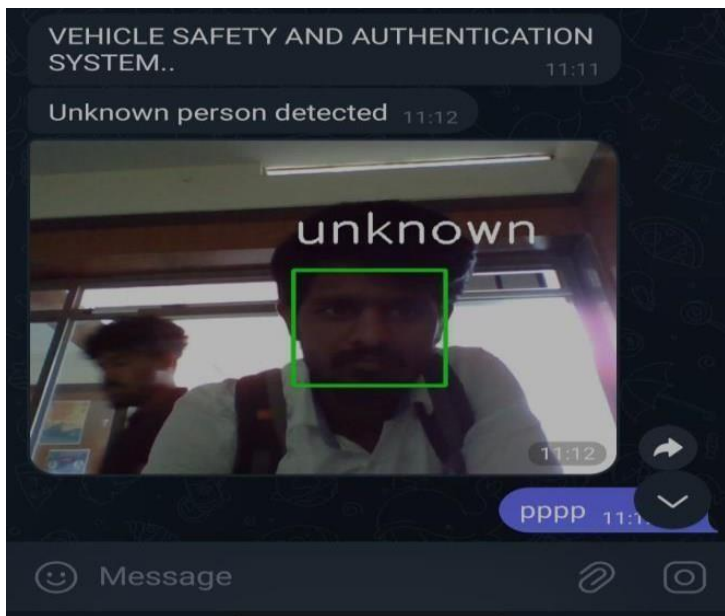 VEHICLE SAFETY AND AUTHENTICATION
SYSTEM..
11:11
Unknown person detected 11:12
unknown
11:12
pppp
Message